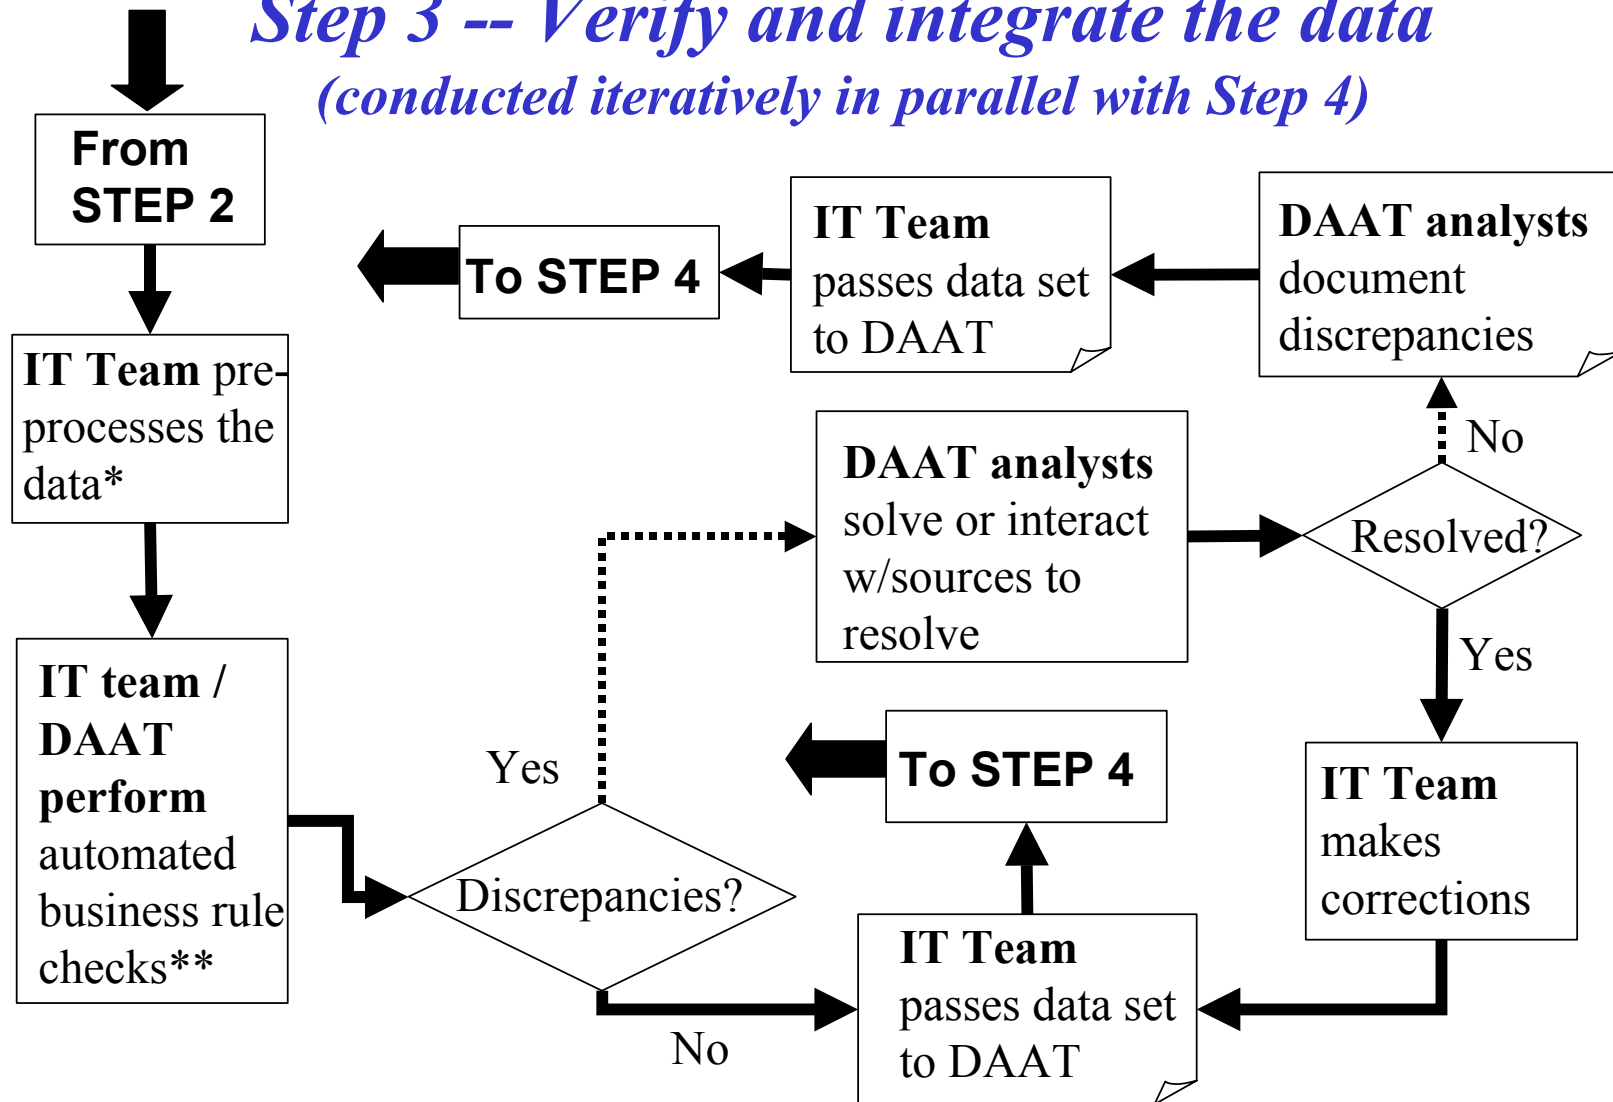 Step 3 -- Verify and integrate the data
(conducted iteratively in parallel with Step 4)
From
STEP 2
To STEP 4
IT Team
passes data set
to DAAT
DAAT analysts
document
discrepancies
IT Team pre-
processes the
data*
DAAT analysts
solve or interact
w/sources to
resolve
No
Resolved?
Yes
IT team /
DAAT
perform
automated
business rule
checks**
Yes
Discrepancies?
No
To STEP 4
IT Team
makes
corrections
IT Team
passes data set
to DAAT